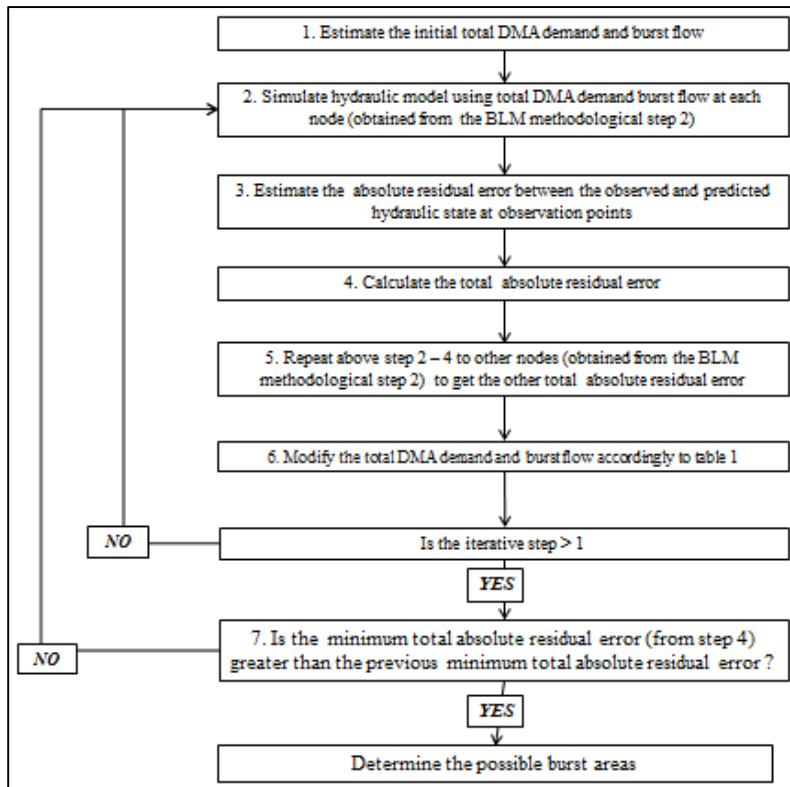 1. Estimate the initial total DMA demand and burst flow
2. Simulate hydraulic model using total DMA demand burst flow at each
node (obtained from the BLM methodological step 2)
3. Estimate the absolute residual error between the observed and predicted
hydraulic state at observation points
4. Calculate the total absolute residual error
5. Repeat above step 2 – 4 to other nodes (obtained from the BLM
methodological step 2) to get the other total absolute residual error
6. Modify the total DMA demand and burst flow accordingly to table 1
NO
Is the iterative step > 1
YES
7. Is the minimum total absolute residual error (from step 4)
greater than the previous minimum total absolute residual error ?
NO
YES
Determine the possible burst areas